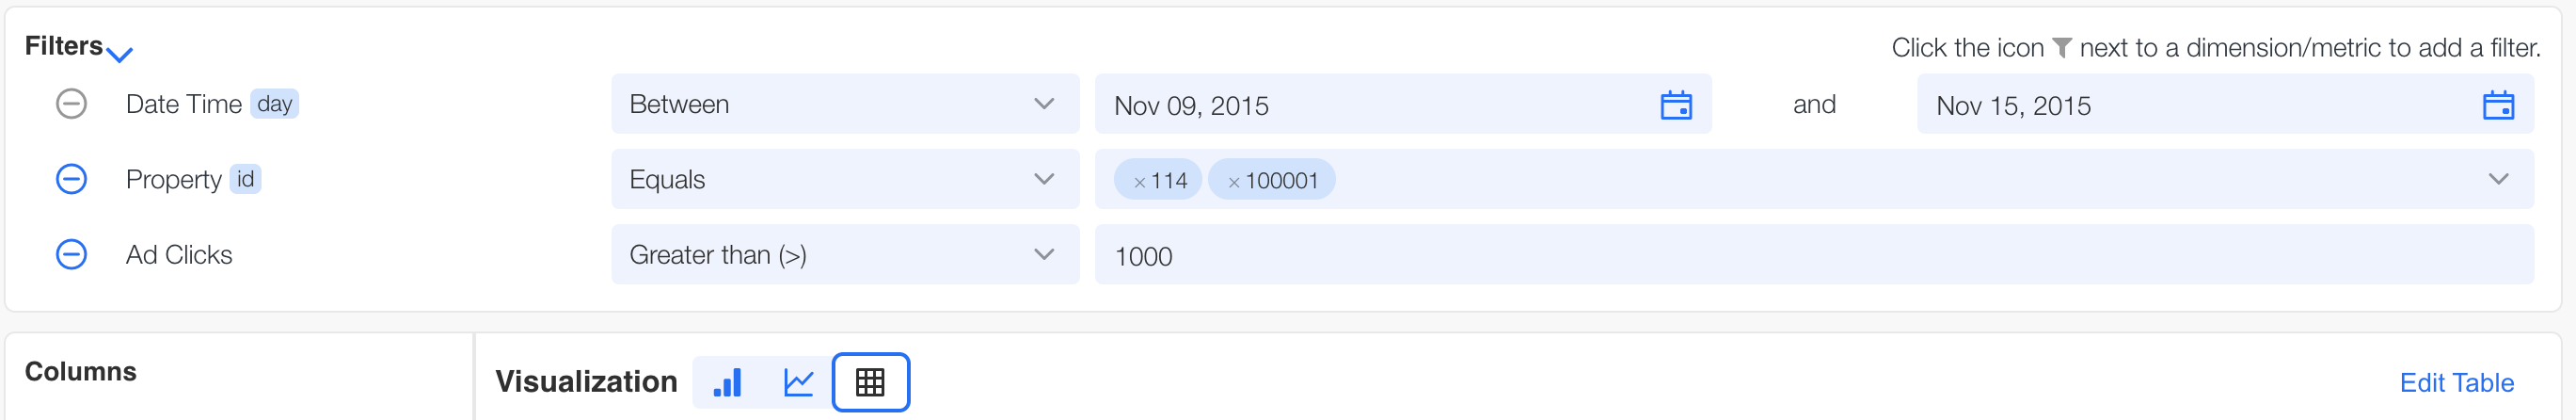 Filters
Click the icon next to a dimension/metric to add a filter.
Date Time day Between Nov 09, 2015 and Nov 15, 2015
Property id Equals ×114 ×100001
Ad Clicks Greater than (>) 1000
Columns
Visualization Edit Table